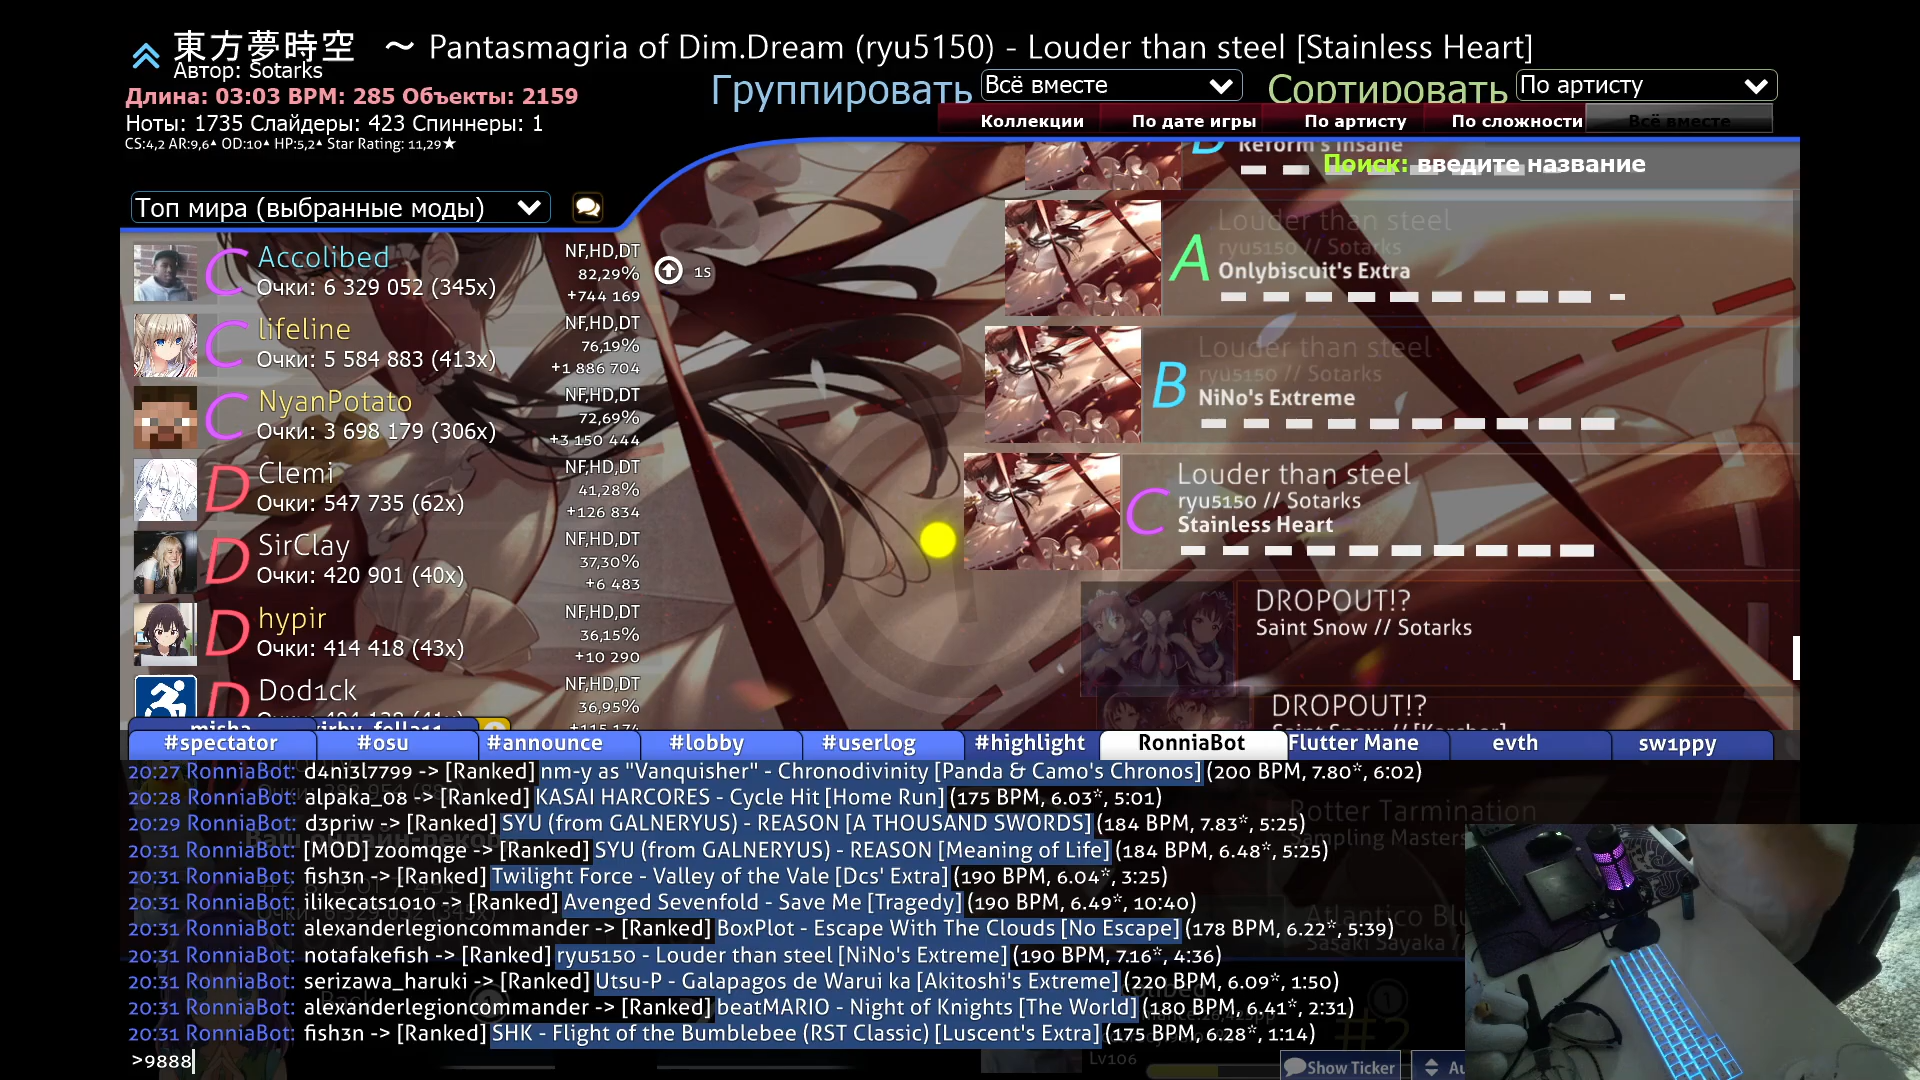 東方夢時空 ～ Pantasmagria of Dim.Dream (ryu5150) - Louder than steel [Stainless Heart]
Автор: Sotarks
Длина: 03:03 BPM: 285 Объекты: 2159
Ноты: 1735 Слайдеры: 423 Спиннеры: 1
CS:4,2 AR:9,6▲ OD:10▲ HP:5,2▲ Star Rating: 11,29★
Группировать Всё вместе Сортировать По артисту
Коллекции По дате игры По артисту По сложности Всё вместе
Поиск: введите название
Reform's Insane
Топ мира (выбранные моды)
Accolibed NF,HD,DT
Очки: 6 329 052 (345x) 82,29%
+744 169
1s
lifeline NF,HD,DT
Очки: 5 584 883 (413x) 76,19%
+1 886 704
NyanPotato NF,HD,DT
Очки: 3 698 179 (306x) 72,69%
+3 150 444
Clemi NF,HD,DT
Очки: 547 735 (62x) 41,28%
+126 834
SirClay NF,HD,DT
Очки: 420 901 (40x) 37,30%
+6 483
hypir NF,HD,DT
Очки: 414 418 (43x) 36,15%
+10 290
Dod1ck NF,HD,DT
36,95%
C
C
C
D
D
D
D
A
Louder than steel
ryu5150 // Sotarks
Onlybiscuit's Extra
B
Louder than steel
ryu5150 // Sotarks
NiNo's Extreme
C
Louder than steel
ryu5150 // Sotarks
Stainless Heart
DROPOUT!?
Saint Snow // Sotarks
DROPOUT!?
misha
#spectator #osu #announce #lobby #userlog #highlight RonniaBot Flutter Mane evth sw1ppy
20:27 RonniaBot: d4ni3l7799 -> [Ranked] nm-y as "Vanquisher" - Chronodivinity [Panda & Camo's Chronos] (200 BPM, 7.80*, 6:02)
20:28 RonniaBot: alpaka_08 -> [Ranked] KASAI HARCORES - Cycle Hit [Home Run] (175 BPM, 6.03*, 5:01)
20:29 RonniaBot: d3priw -> [Ranked] SYU (from GALNERYUS) - REASON [A THOUSAND SWORDS] (184 BPM, 7.83*, 5:25)
20:31 RonniaBot: [MOD] zoomqge -> [Ranked] SYU (from GALNERYUS) - REASON [Meaning of Life] (184 BPM, 6.48*, 5:25)
20:31 RonniaBot: fish3n -> [Ranked] Twilight Force - Valley of the Vale [Dcs' Extra] (190 BPM, 6.04*, 3:25)
20:31 RonniaBot: ilikecats1010 -> [Ranked] Avenged Sevenfold - Save Me [Tragedy] (190 BPM, 6.49*, 10:40)
20:31 RonniaBot: alexanderlegioncommander -> [Ranked] BoxPlot - Escape With The Clouds [No Escape] (178 BPM, 6.22*, 5:39)
20:31 RonniaBot: notafakefish -> [Ranked] ryu5150 - Louder than steel [NiNo's Extreme] (190 BPM, 7.16*, 4:36)
20:31 RonniaBot: serizawa_haruki -> [Ranked] Utsu-P - Galapagos de Warui ka [Akitoshi's Extreme] (220 BPM, 6.09*, 1:50)
20:31 RonniaBot: alexanderlegioncommander -> [Ranked] beatMARIO - Night of Knights [The World] (180 BPM, 6.41*, 2:31)
20:31 RonniaBot: fish3n -> [Ranked] SHK - Flight of the Bumblebee (RST Classic) [Luscent's Extra] (175 BPM, 6.28*, 1:14)
>9888
Rotter Tarmination
Sampling Masters
Atlantico Blu
Sasaki Sayaka //
Back
#2
Lv106
Show Ticker
Au